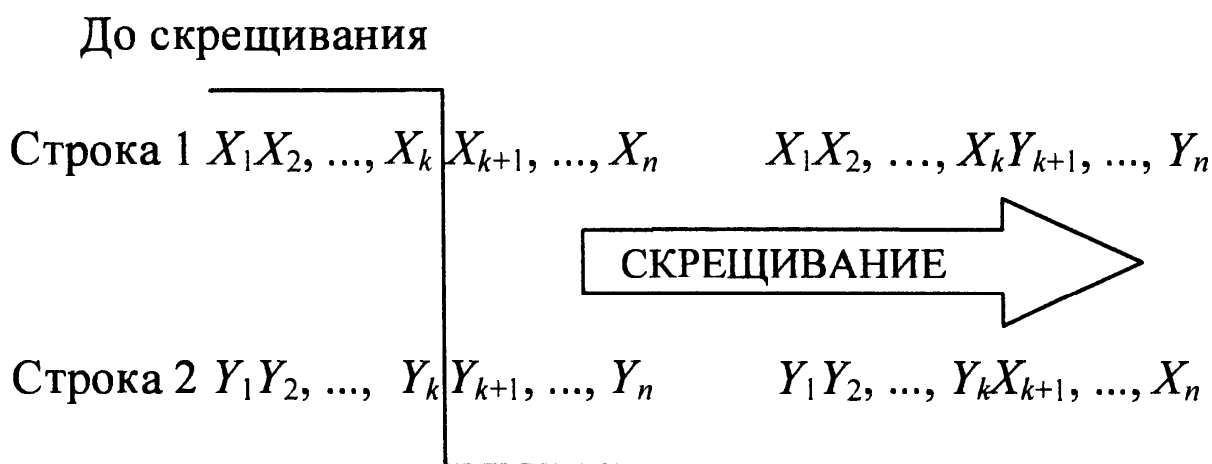 До скрещивания
Строка 1 X₁X₂, ..., Xₖ Xₖ₊₁, ..., Xₙ X₁X₂, ..., XₖYₖ₊₁, ..., Yₙ
СКРЕЩИВАНИЕ
Строка 2 Y₁Y₂, ..., Yₖ Yₖ₊₁, ..., Yₙ Y₁Y₂, ..., YₖXₖ₊₁, ..., Xₙ